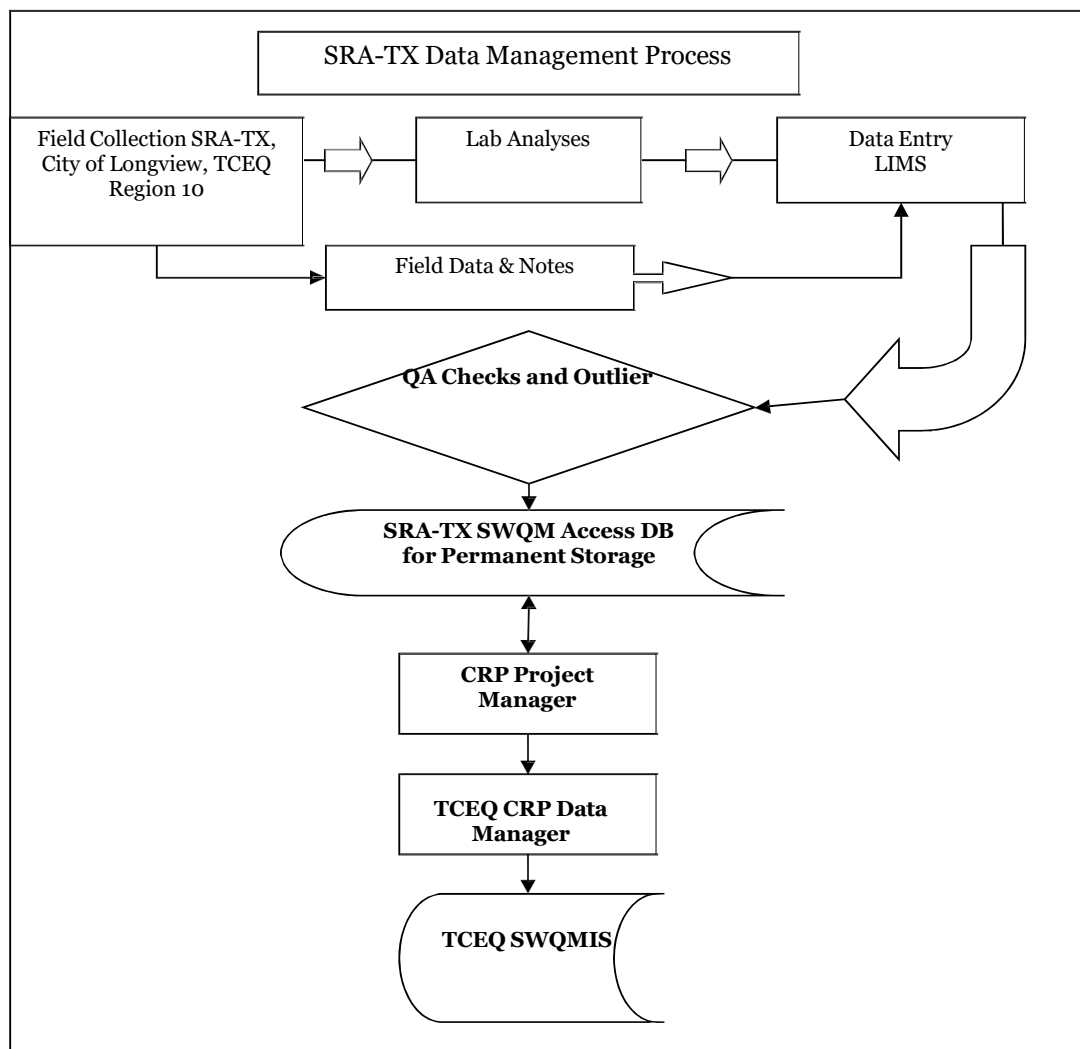 SRA-TX Data Management Process
Field Collection SRA-TX,
City of Longview, TCEQ
Region 10
Lab Analyses
Data Entry
LIMS
Field Data & Notes
QA Checks and Outlier
SRA-TX SWQM Access DB
for Permanent Storage
CRP Project
Manager
TCEQ CRP Data
Manager
TCEQ SWQMIS